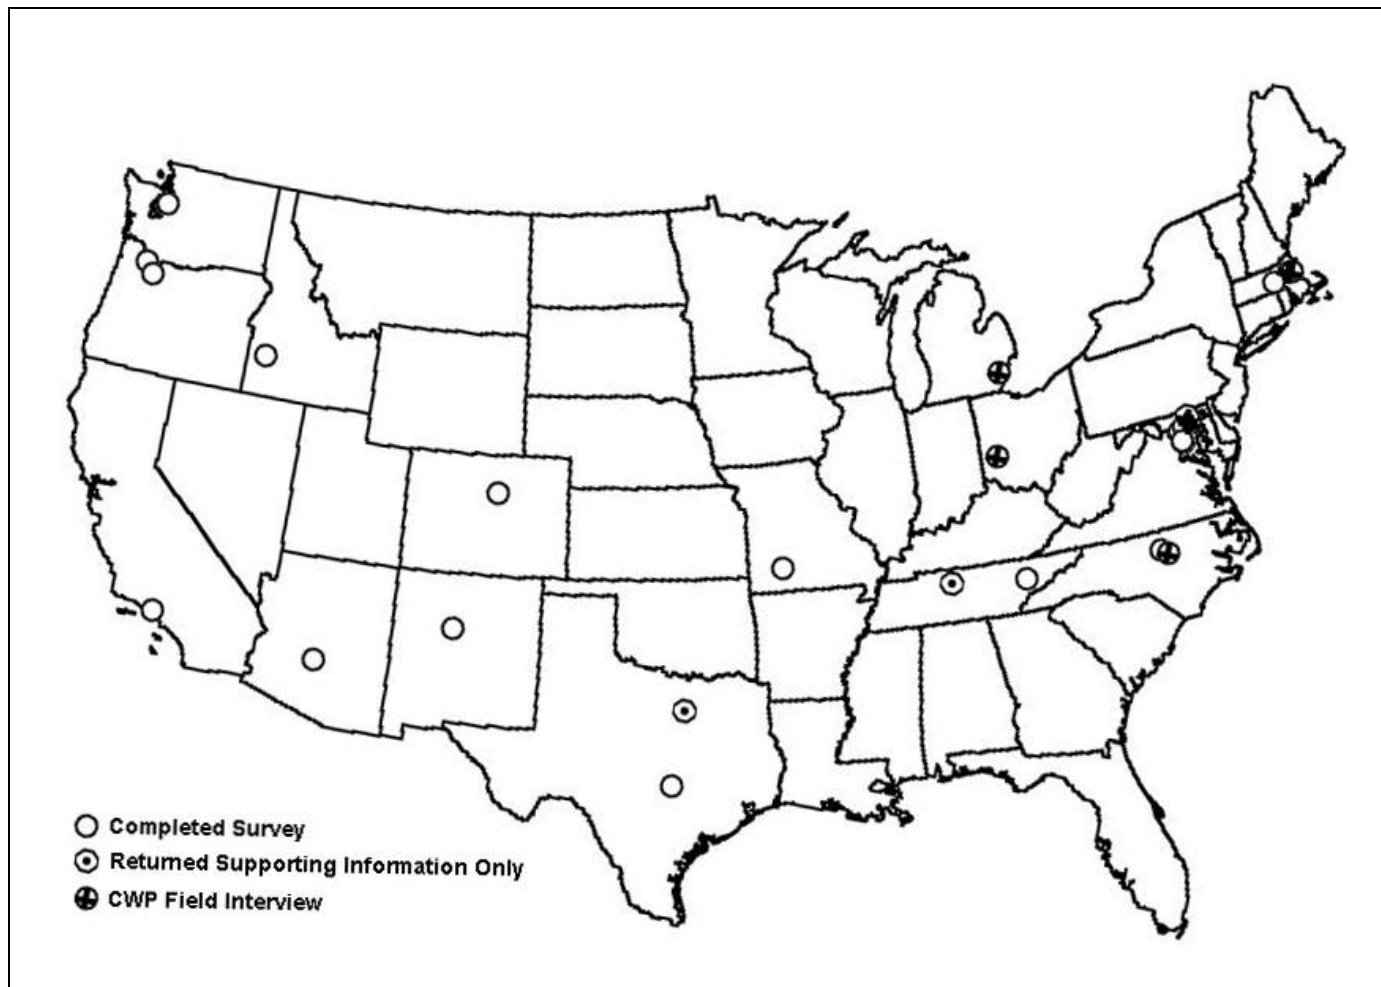 Completed Survey
Returned Supporting Information Only
CWP Field Interview